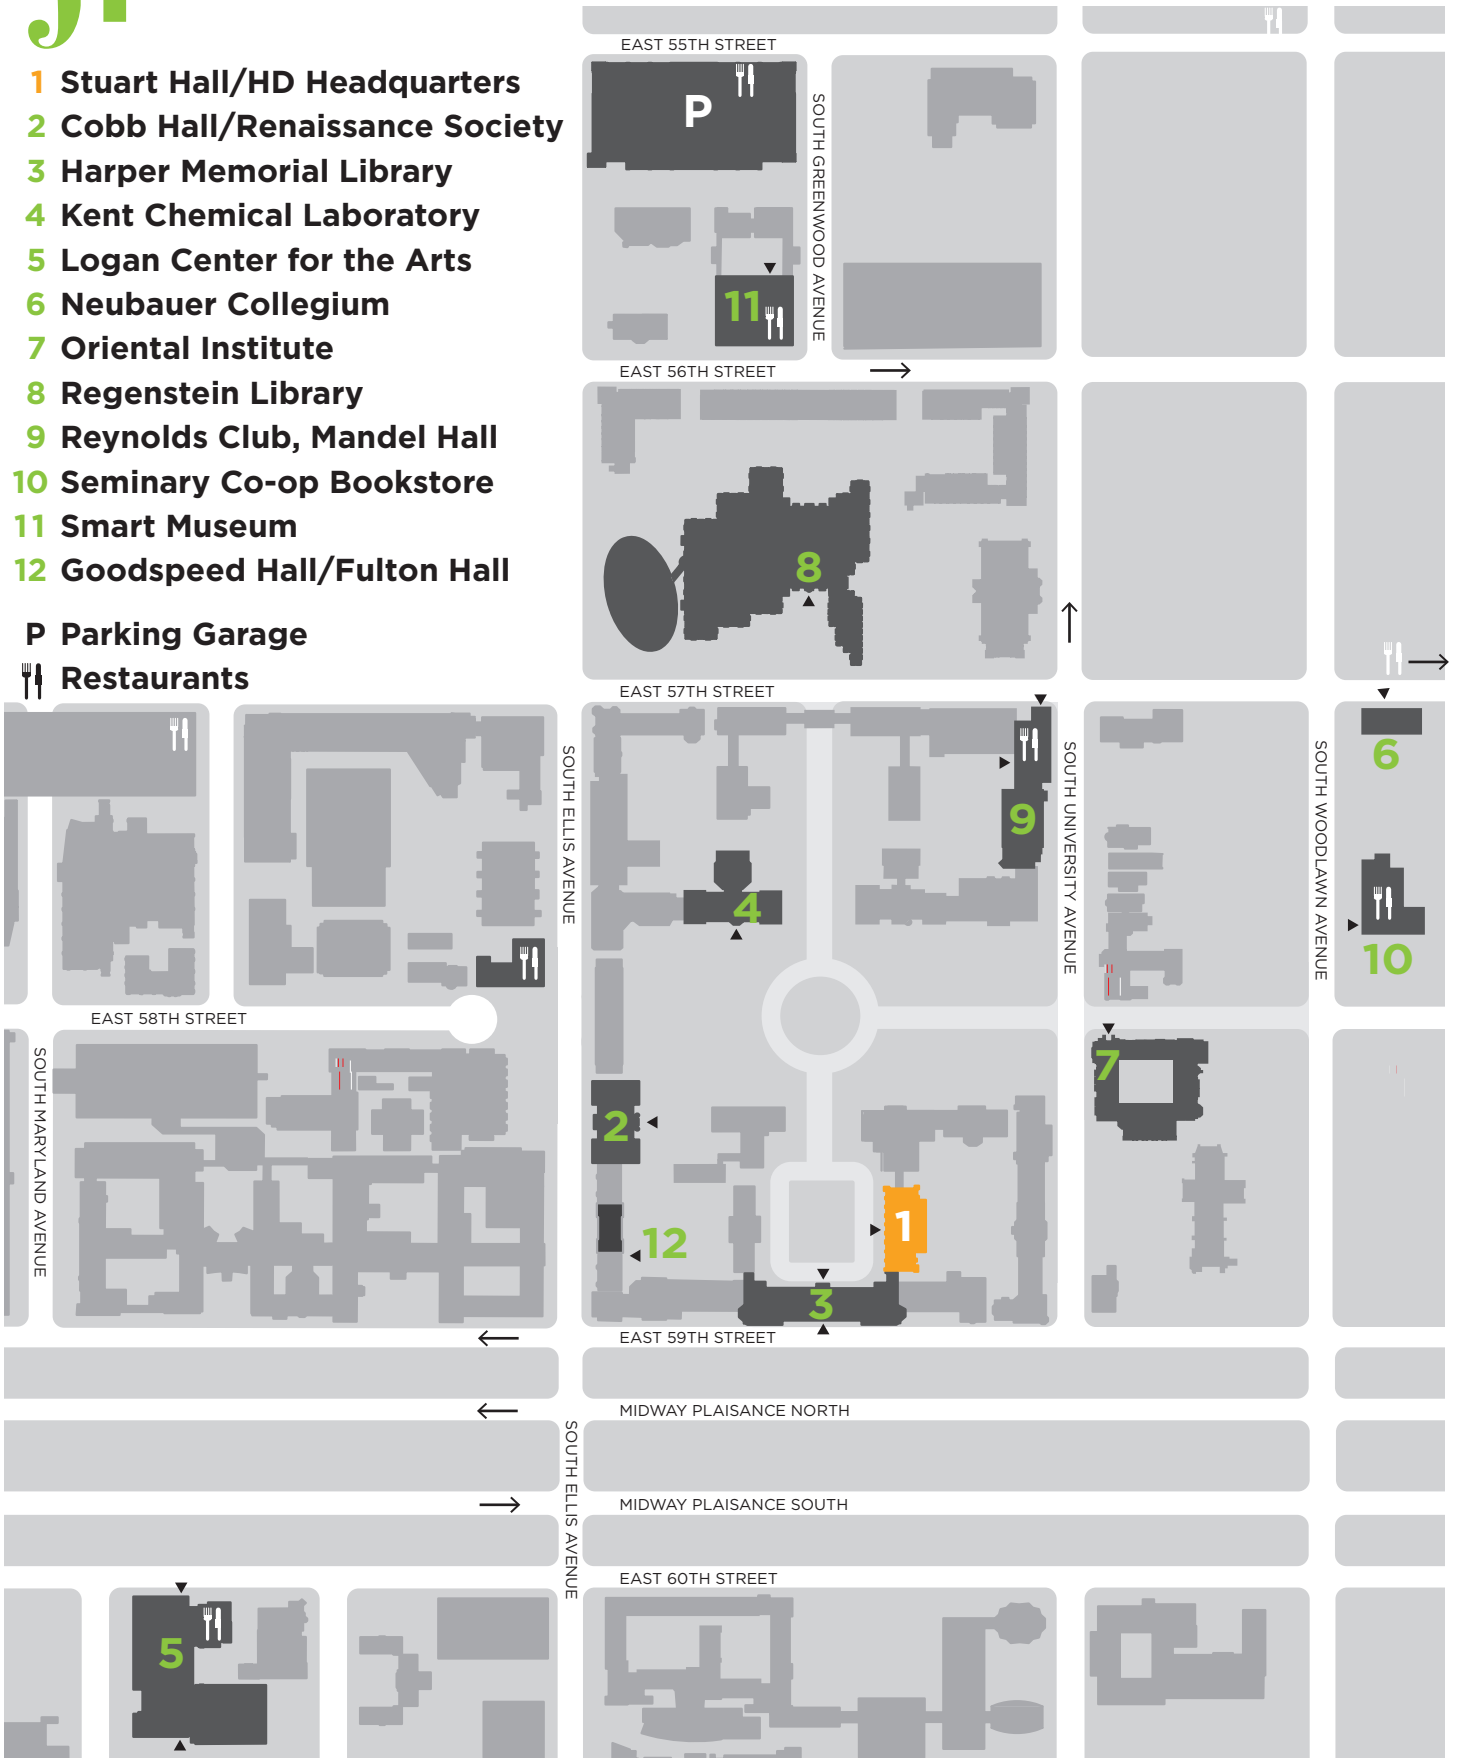 1 Stuart Hall/HD Headquarters
2 Cobb Hall/Renaissance Society
3 Harper Memorial Library
4 Kent Chemical Laboratory
5 Logan Center for the Arts
6 Neubauer Collegium
7 Oriental Institute
8 Regenstein Library
9 Reynolds Club, Mandel Hall
10 Seminary Co-op Bookstore
11 Smart Museum
12 Goodspeed Hall/Fulton Hall
P Parking Garage
Restaurants
EAST 55TH STREET
P
SOUTH GREENWOOD AVENUE
11
EAST 56TH STREET
8
EAST 57TH STREET
SOUTH ELLIS AVENUE
9
SOUTH UNIVERSITY AVENUE
SOUTH WOODLAWN AVENUE
6
4
10
EAST 58TH STREET
SOUTH MARYLAND AVENUE
7
2
1
12
3
EAST 59TH STREET
MIDWAY PLAISANCE NORTH
SOUTH ELLIS AVENUE
MIDWAY PLAISANCE SOUTH
EAST 60TH STREET
5